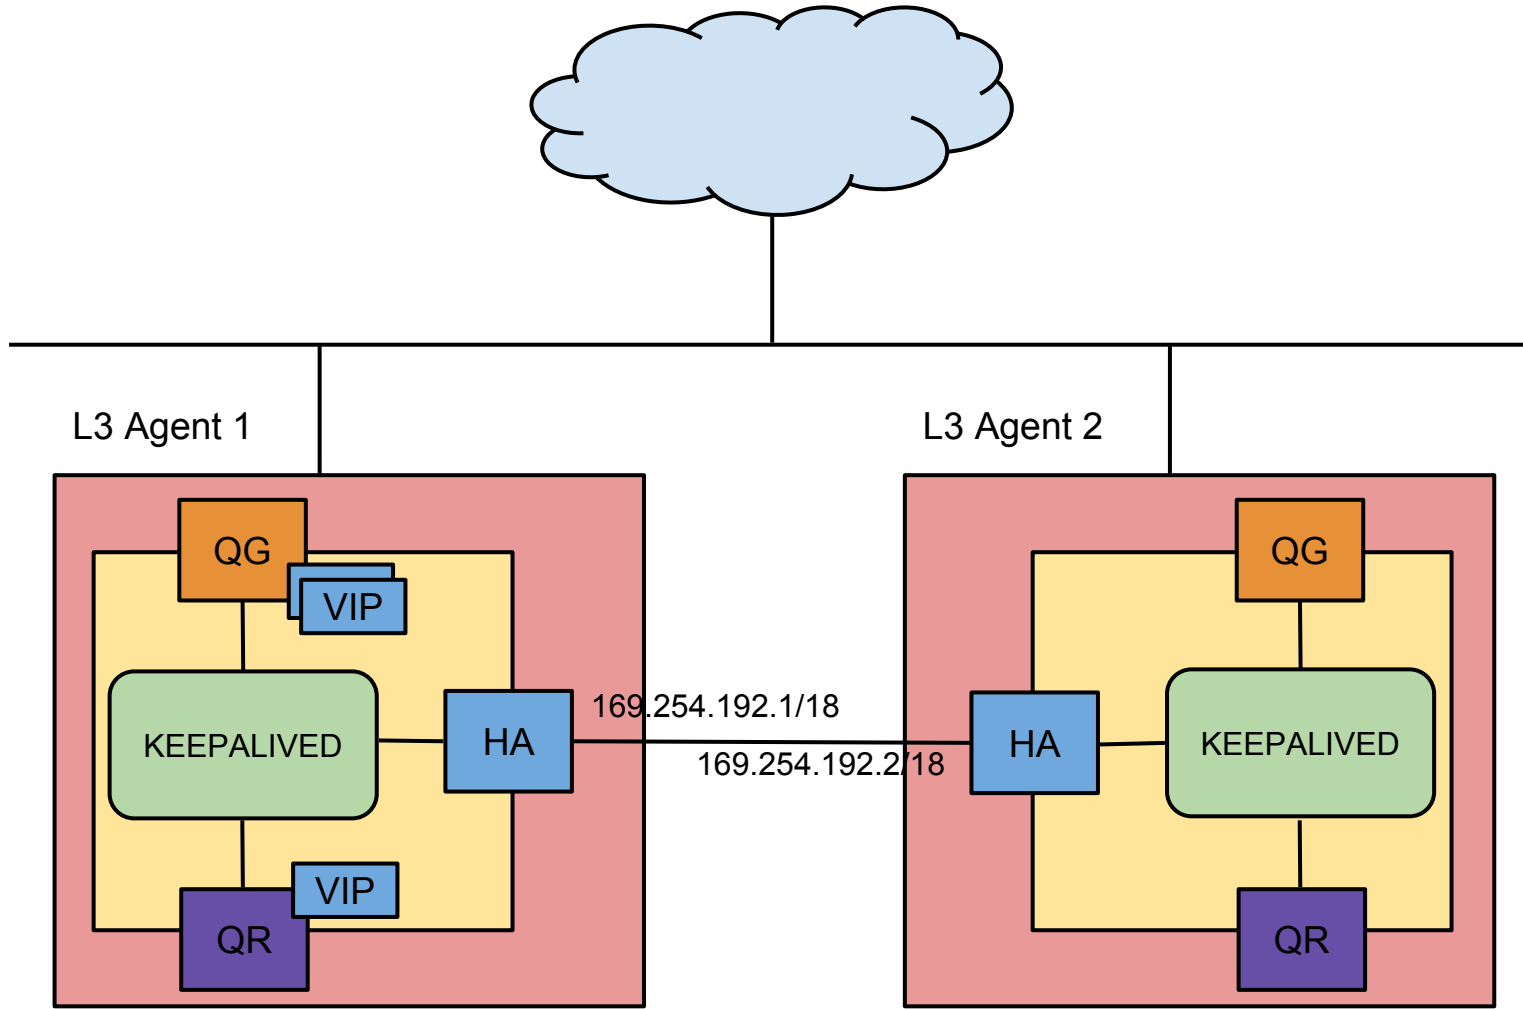 L3 Agent 1
L3 Agent 2
QG
VIP
KEEPALIVED
HA
VIP
QR
169.254.192.1/18
169.254.192.2/18
QG
HA
KEEPALIVED
QR